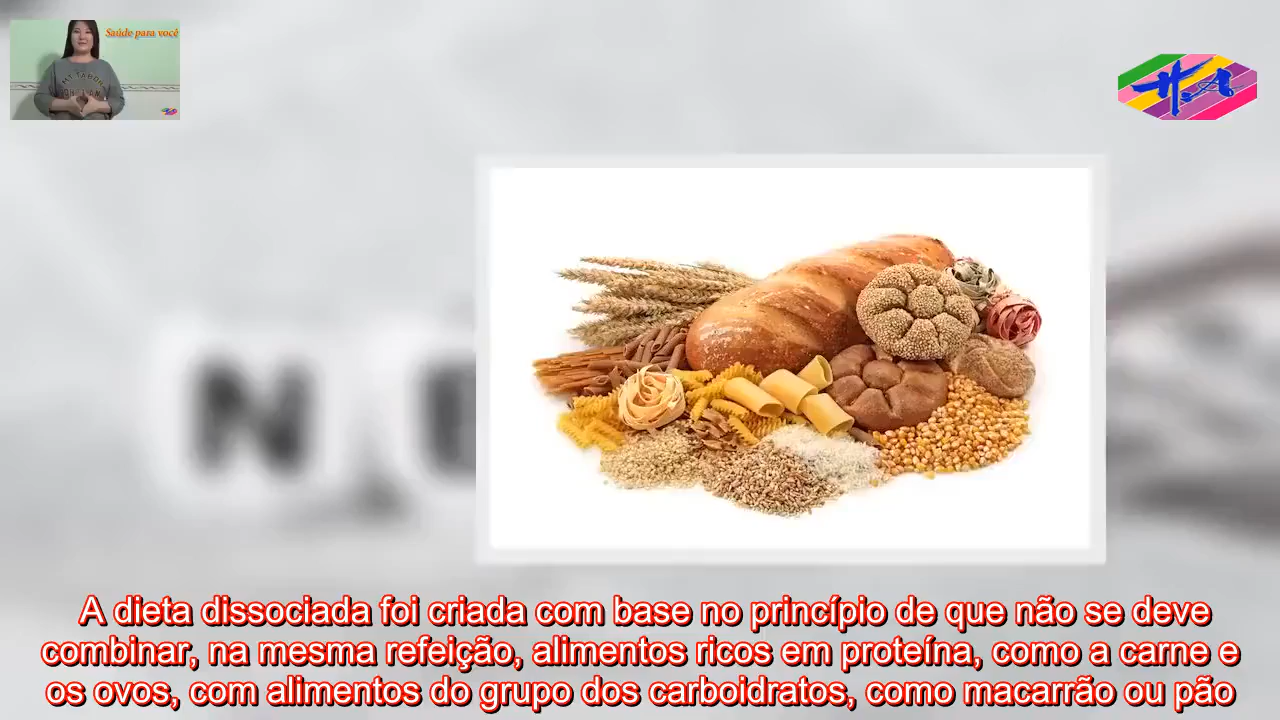 Saúde para você
MT TABOR
H.A
N E
A dieta dissociada foi criada com base no princípio de que não se deve
combinar, na mesma refeição, alimentos ricos em proteína, como a carne e
os ovos, com alimentos do grupo dos carboidratos, como macarrão ou pão